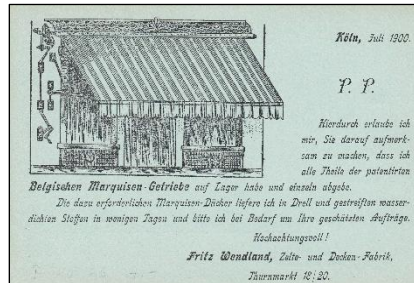 Köln, Juli 1900.
P. P.
Hierdurch erlaube ich
mir, Sie darauf aufmerk-
sam zu machen, dass ich
alle Theile der patentirten
Belgischen Marquisen-Getriebe auf Lager habe und einzeln abgebe.
Die dazu erforderlichen Marquisen-Dächer liefere ich in Drell und gestreiften wasser-
dichten Stoffen in wenigen Tagen und bitte ich bei Bedarf um Ihre geschätzten Aufträge.
Hochachtungsvoll!
Fritz Wendland, Zelte- und Decken-Fabrik,
Thurnmarkt 18/20.